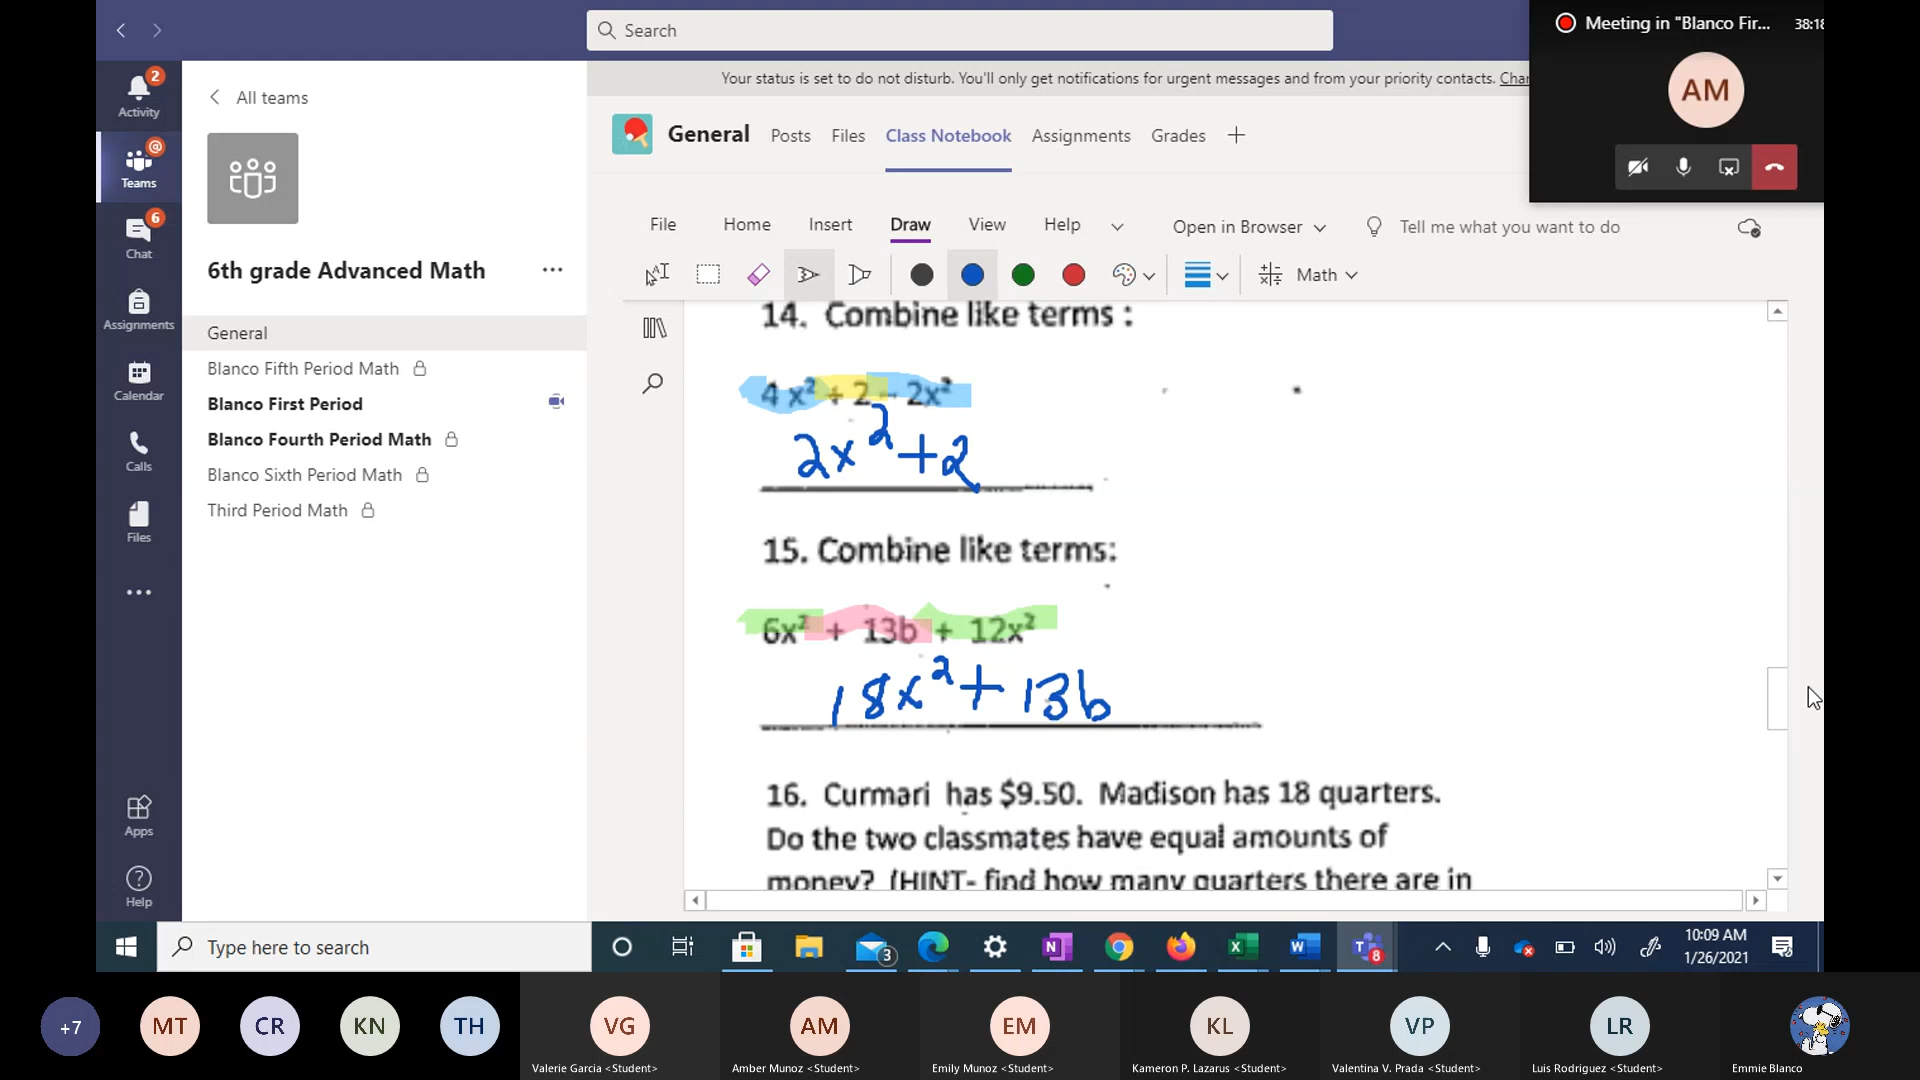 Search
Meeting in "Blanco Fir... 38:18
AM
Your status is set to do not disturb. You'll only get notifications for urgent messages and from your priority contacts.
2
Activity
Teams
6
Chat
Assignments
Calendar
Calls
Files
Apps
Help
All teams
6th grade Advanced Math
General
Blanco Fifth Period Math
Blanco First Period
Blanco Fourth Period Math
Blanco Sixth Period Math
Third Period Math
General Posts Files Class Notebook Assignments Grades
File Home Insert Draw View Help Open in Browser Tell me what you want to do
Math
14. Combine like terms :
4x² + 2 - 2x²
2x² + 2
15. Combine like terms:
6x² + 13b + 12x²
18x² + 13b
16. Curmari has $9.50. Madison has 18 quarters.
Do the two classmates have equal amounts of
money? (HINT- find how many quarters there are in
Type here to search
3
8
10:09 AM
1/26/2021
+7 MT CR KN TH VG AM EM KL VP LR
Valerie Garcia <Student> Amber Munoz <Student> Emily Munoz <Student> Kameron P. Lazarus <Student> Valentina V. Prada <Student> Luis Rodriguez <Student> Emmie Blanco